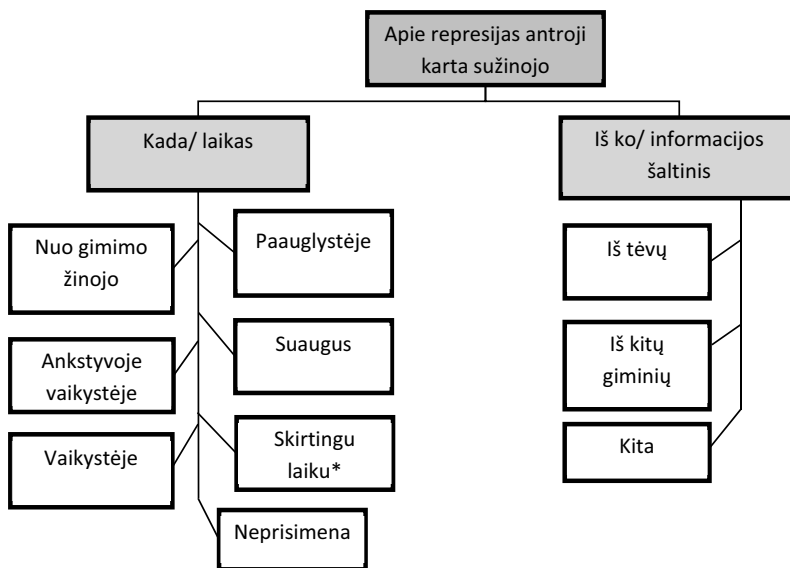 Apie represijas antroji
karta sužinojo
Kada/ laikas
Iš ko/ informacijos
šaltinis
Nuo gimimo
žinojo
Paauglystėje
Ankstyvoje
vaikystėje
Suaugus
Vaikystėje
Skirtingu
laiku*
Neprisimena
Iš tėvų
Iš kitų
giminių
Kita